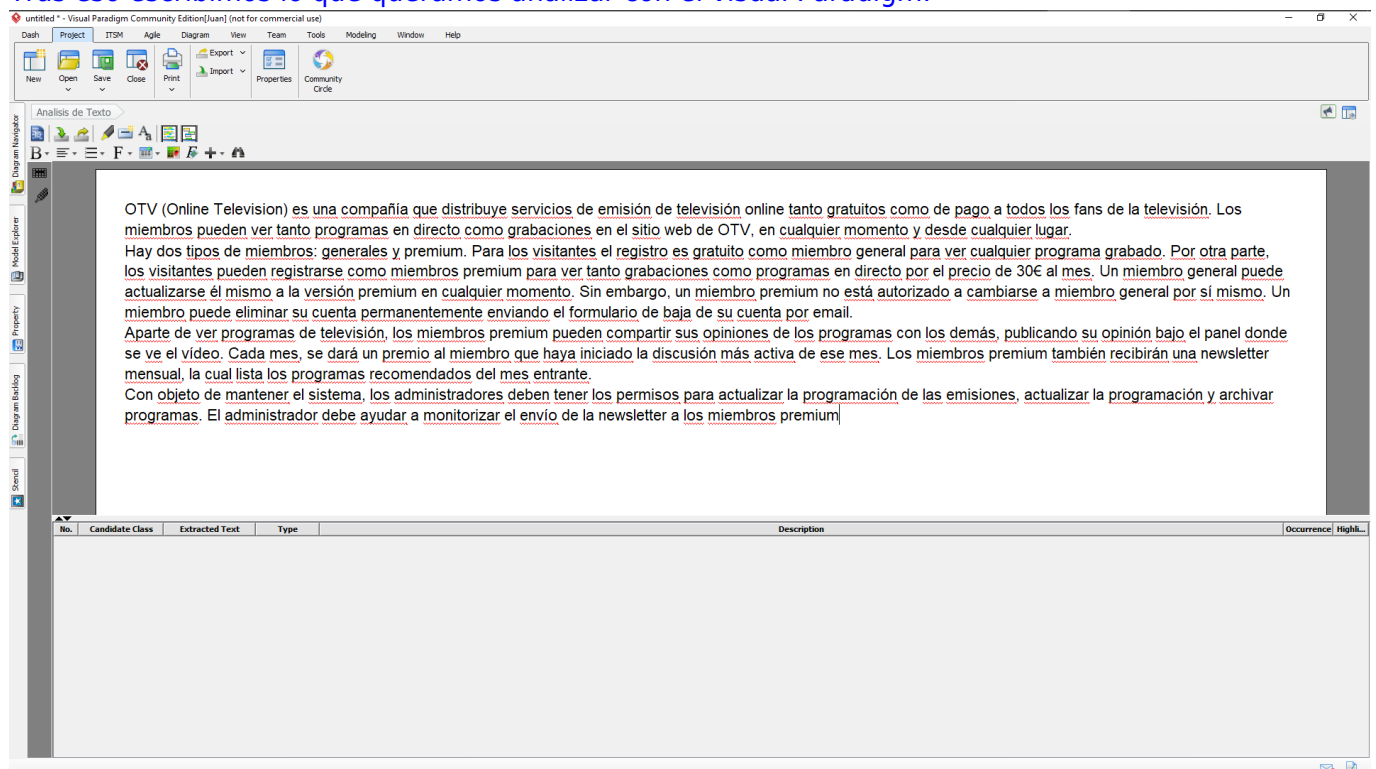 Tras eso escribimos lo que queramos analizar con el Visual Paradigm.
untitled * - Visual Paradigm Community Edition[Juan] (not for commercial use)
Dash Project ITSM Agile Diagram View Team Tools Modeling Window Help
New Open Save Close Print Export Import Properties Community Circle
Analisis de Texto
Diagram Navigator
Model Explorer
Property
Diagram Backlog
Stencil
OTV (Online Television) es una compañía que distribuye servicios de emisión de televisión online tanto gratuitos como de pago a todos los fans de la televisión. Los
miembros pueden ver tanto programas en directo como grabaciones en el sitio web de OTV, en cualquier momento y desde cualquier lugar.
Hay dos tipos de miembros: generales y premium. Para los visitantes el registro es gratuito como miembro general para ver cualquier programa grabado. Por otra parte,
los visitantes pueden registrarse como miembros premium para ver tanto grabaciones como programas en directo por el precio de 30€ al mes. Un miembro general puede
actualizarse él mismo a la versión premium en cualquier momento. Sin embargo, un miembro premium no está autorizado a cambiarse a miembro general por sí mismo. Un
miembro puede eliminar su cuenta permanentemente enviando el formulario de baja de su cuenta por email.
Aparte de ver programas de televisión, los miembros premium pueden compartir sus opiniones de los programas con los demás, publicando su opinión bajo el panel donde
se ve el vídeo. Cada mes, se dará un premio al miembro que haya iniciado la discusión más activa de ese mes. Los miembros premium también recibirán una newsletter
mensual, la cual lista los programas recomendados del mes entrante.
Con objeto de mantener el sistema, los administradores deben tener los permisos para actualizar la programación de las emisiones, actualizar la programación y archivar
programas. El administrador debe ayudar a monitorizar el envío de la newsletter a los miembros premium
No. Candidate Class Extracted Text Type Description Occurrence Highli...